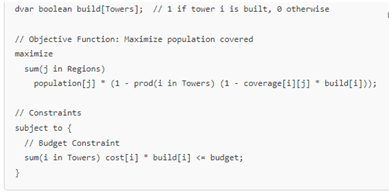 dvar boolean build[Towers]; // 1 if tower i is built, 0 otherwise
// Objective Function: Maximize population covered
maximize
sum(j in Regions)
population[j] * (1 - prod(i in Towers) (1 - coverage[i][j] * build[i]));
// Constraints
subject to {
// Budget Constraint
sum(i in Towers) cost[i] * build[i] <= budget;
}